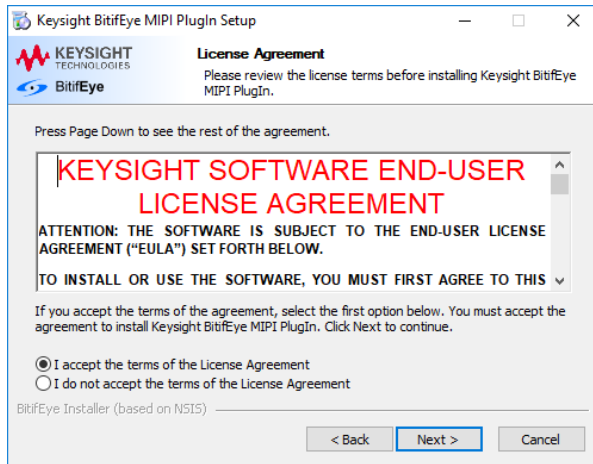 Keysight BitifEye MIPI PlugIn Setup
KEYSIGHT
TECHNOLOGIES
BitifEye
License Agreement
Please review the license terms before installing Keysight BitifEye
MIPI PlugIn.
Press Page Down to see the rest of the agreement.
KEYSIGHT SOFTWARE END-USER
LICENSE AGREEMENT
ATTENTION: THE SOFTWARE IS SUBJECT TO THE END-USER LICENSE
AGREEMENT (“EULA”) SET FORTH BELOW.
TO INSTALL OR USE THE SOFTWARE, YOU MUST FIRST AGREE TO THIS
If you accept the terms of the agreement, select the first option below. You must accept the
agreement to install Keysight BitifEye MIPI PlugIn. Click Next to continue.
I accept the terms of the License Agreement
I do not accept the terms of the License Agreement
BitifEye Installer (based on NSIS)
< Back Next > Cancel